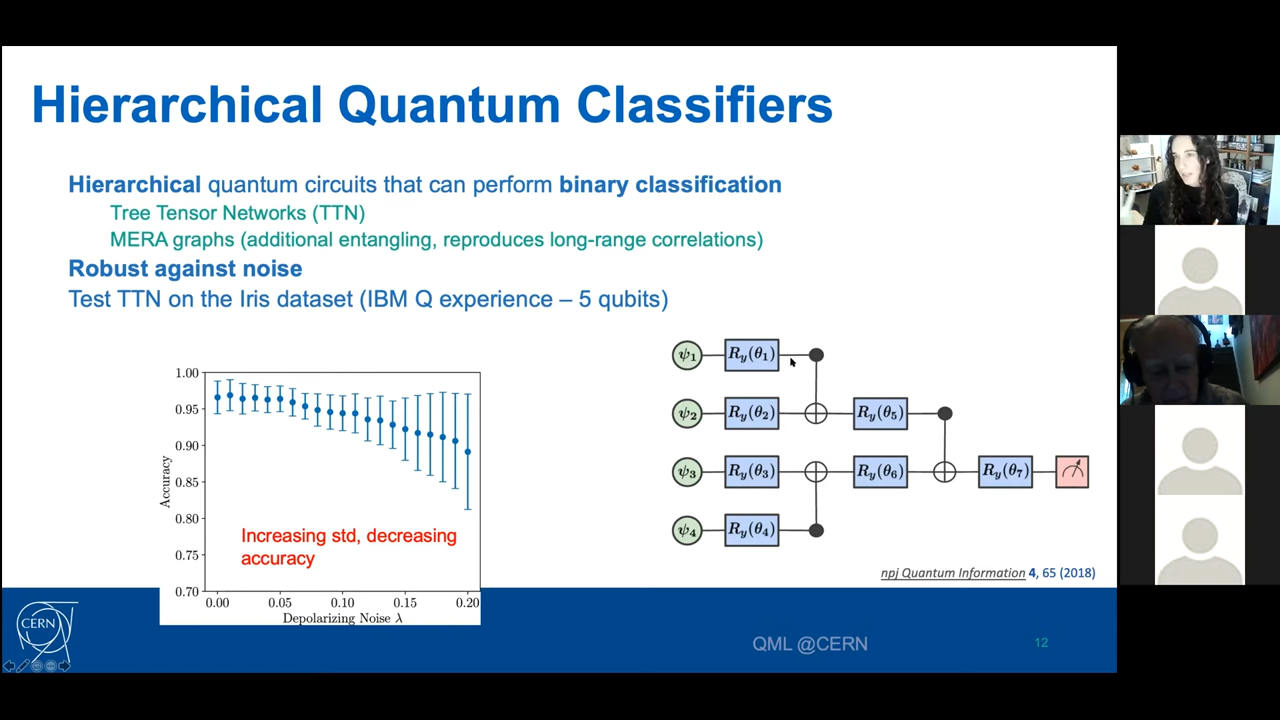 Hierarchical Quantum Classifiers
Hierarchical quantum circuits that can perform binary classification
Tree Tensor Networks (TTN)
MERA graphs (additional entangling, reproduces long-range correlations)
Robust against noise
Test TTN on the Iris dataset (IBM Q experience – 5 qubits)
1.00
0.95
0.90
0.85
0.80
0.75
0.70
Accuracy
Increasing std, decreasing
accuracy
0.00 0.05 0.10 0.15 0.20
Depolarizing Noise λ
ψ1 Ry(θ1)
ψ2 Ry(θ2) Ry(θ5)
ψ3 Ry(θ3) Ry(θ6) Ry(θ7)
ψ4 Ry(θ4)
npj Quantum Information 4, 65 (2018)
CERN
QML @CERN
12